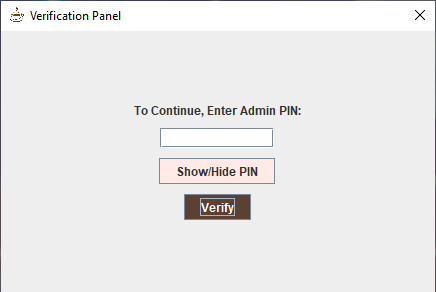 Verification Panel
To Continue, Enter Admin PIN:
Show/Hide PIN
Verify